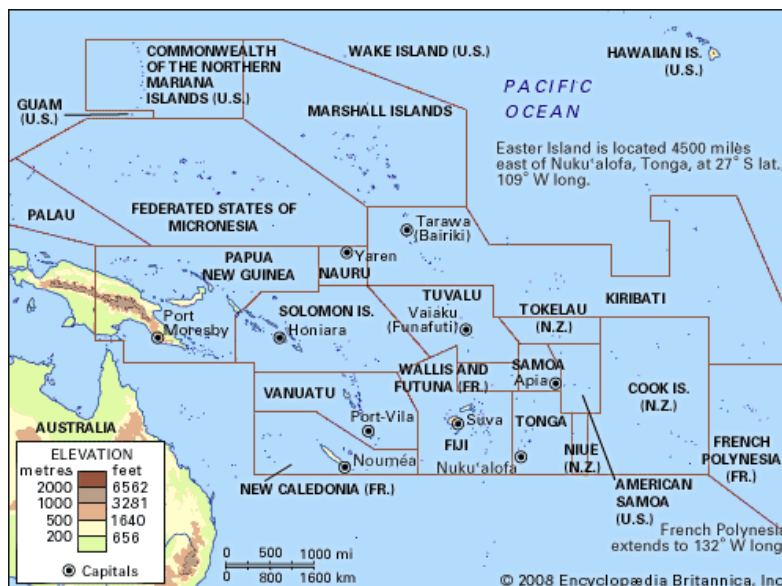 COMMONWEALTH
OF THE NORTHERN
MARIANA
ISLANDS (U.S.)
WAKE ISLAND (U.S.)
HAWAIIAN IS.
(U.S.)
GUAM
(U.S.)
MARSHALL ISLANDS
PACIFIC
OCEAN
Easter Island is located 4500 miles
east of Nukuʻalofa, Tonga, at 27° S lat.,
109° W long.
PALAU
FEDERATED STATES OF
MICRONESIA
Tarawa
(Bairiki)
PAPUA
NEW GUINEA
Yaren
NAURU
KIRIBATI
TUVALU
Vaiaku
(Funafuti)
TOKELAU
(N.Z.)
Port
Moresby
SOLOMON IS.
Honiara
WALLIS AND
FUTUNA (FR.)
SAMOA
Apia
COOK IS.
(N.Z.)
VANUATU
Port-Vila
Suva
FIJI
TONGA
Nukuʻalofa
NIUE
(N.Z.)
FRENCH
POLYNESIA
(FR.)
AUSTRALIA
Nouméa
NEW CALEDONIA (FR.)
AMERICAN
SAMOA
(U.S.)
ELEVATION
metres feet
2000 6562
1000 3281
500 1640
200 656
Capitals
0 500 1000 mi
0 800 1600 km
French Polynesi
extends to 132° W long
© 2008 Encyclopædia Britannica, Inc